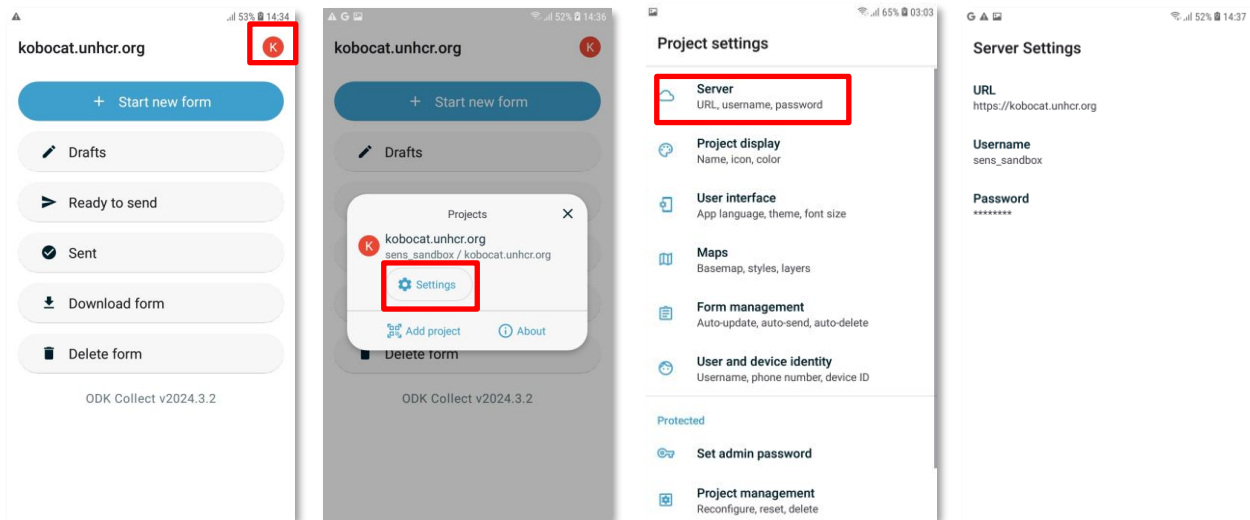 53% 14:34
kobocat.unhcr.org
K
+ Start new form
Drafts
Ready to send
Sent
Download form
Delete form
ODK Collect v2024.3.2
G 52% 14:36
kobocat.unhcr.org
K
+ Start new form
Drafts
Projects
K
kobocat.unhcr.org
sens_sandbox / kobocat.unhcr.org
Settings
Add project
About
Delete form
ODK Collect v2024.3.2
65% 03:03
Project settings
Server
URL, username, password
Project display
Name, icon, color
User interface
App language, theme, font size
Maps
Basemap, styles, layers
Form management
Auto-update, auto-send, auto-delete
User and device identity
Username, phone number, device ID
Protected
Set admin password
Project management
Reconfigure, reset, delete
G 52% 14:37
Server Settings
URL
https://kobocat.unhcr.org
Username
sens_sandbox
Password
********